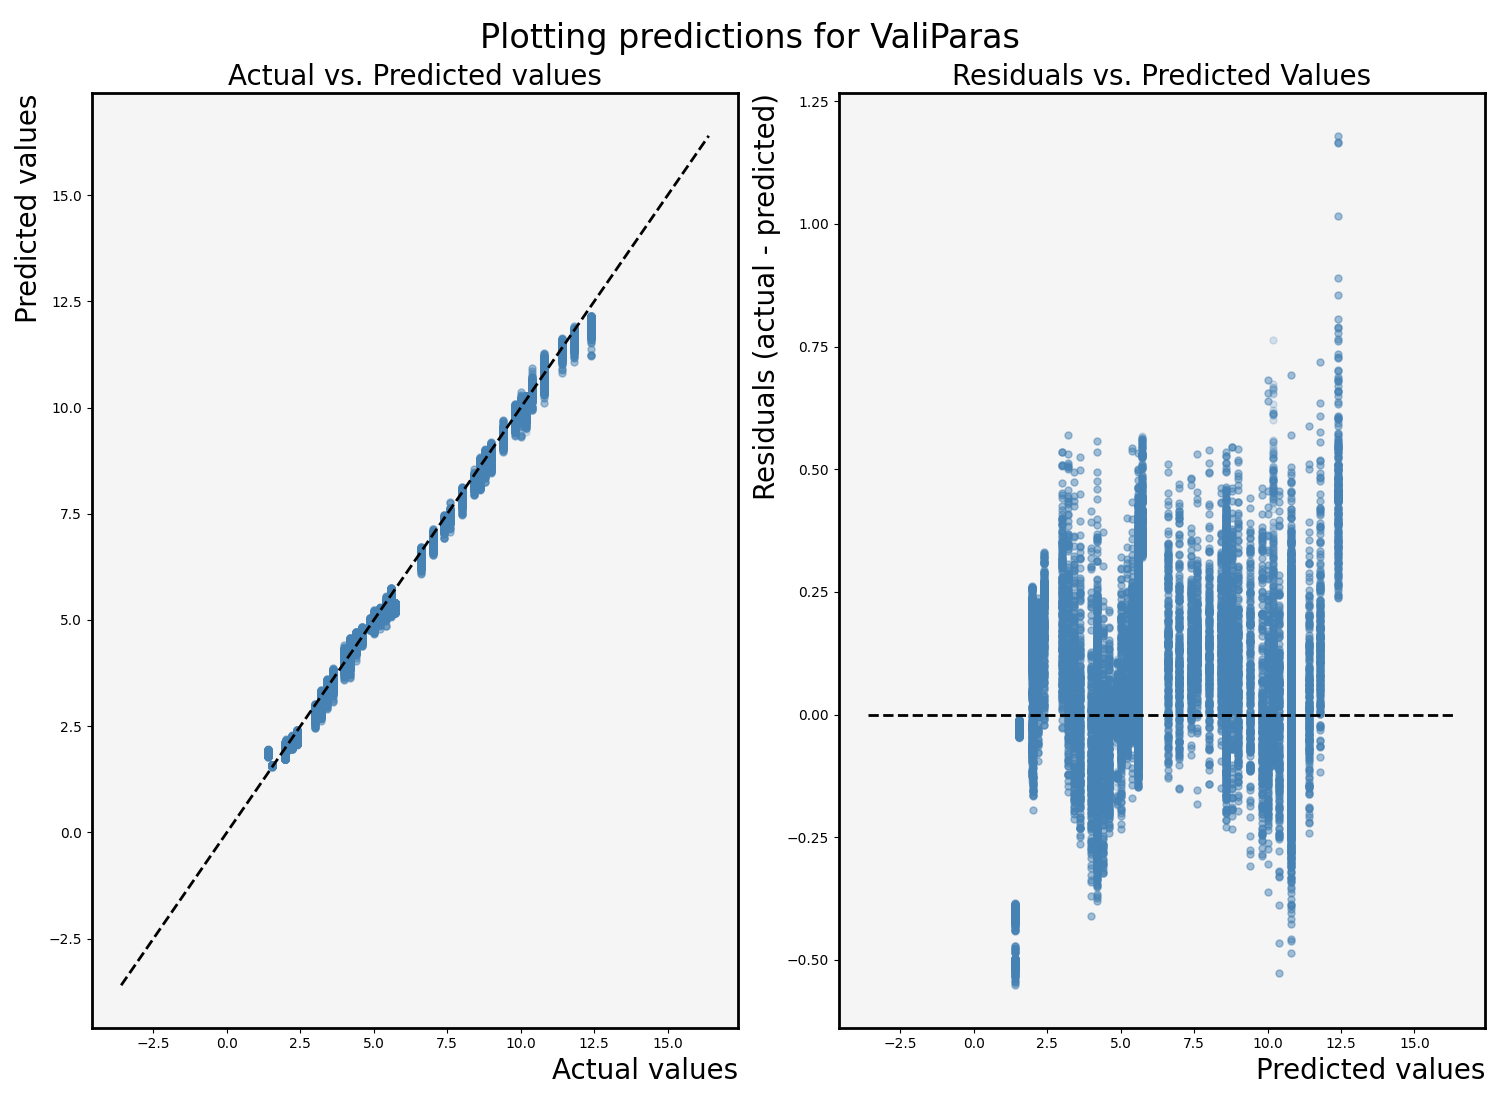 Plotting predictions for ValiParas
Actual vs. Predicted values
Predicted values
15.0
12.5
10.0
7.5
5.0
2.5
0.0
−2.5
−2.5 0.0 2.5 5.0 7.5 10.0 12.5 15.0
Actual values
Residuals vs. Predicted Values
Residuals (actual - predicted)
1.25
1.00
0.75
0.50
0.25
0.00
−0.25
−0.50
−2.5 0.0 2.5 5.0 7.5 10.0 12.5 15.0
Predicted values